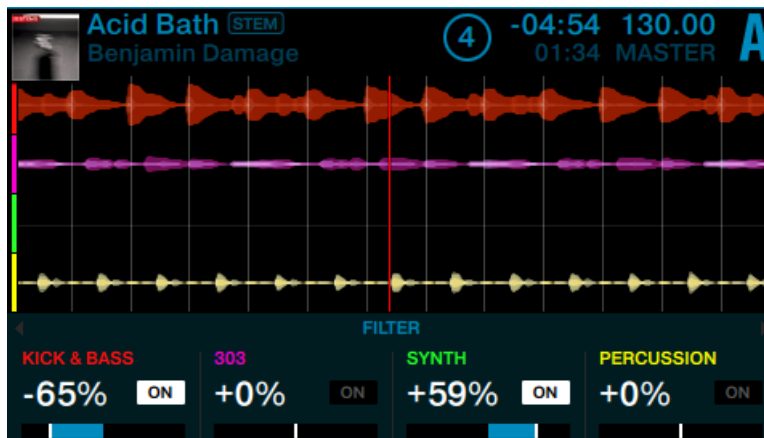 Acid Bath STEM
Benjamin Damage
4
-04:54 130.00
01:34 MASTER
A
FILTER
KICK & BASS 303 SYNTH PERCUSSION
-65% ON +0% ON +59% ON +0% ON